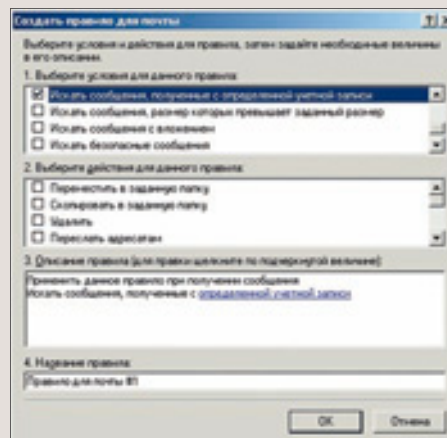 Создать правило для почты
Выберите условия и действия для правила, затем задайте необходимые величины
в его описании.
1. Выберите условия для данного правила:
Искать сообщения, полученные с определенной учетной записи
Искать сообщения, размер которых превышает заданный размер
Искать сообщения с вложением
Искать безопасные сообщения
2. Выберите действия для данного правила:
Переместить в заданную папку
Скопировать в заданную папку
Удалить
Переслать адресатам
3. Описание правила (для правки щелкните по подчеркнутой величине):
Применить данное правило при получении сообщения
Искать сообщения, полученные с определенной учетной записи
4. Название правила:
Правило для почты №1
OK Отмена